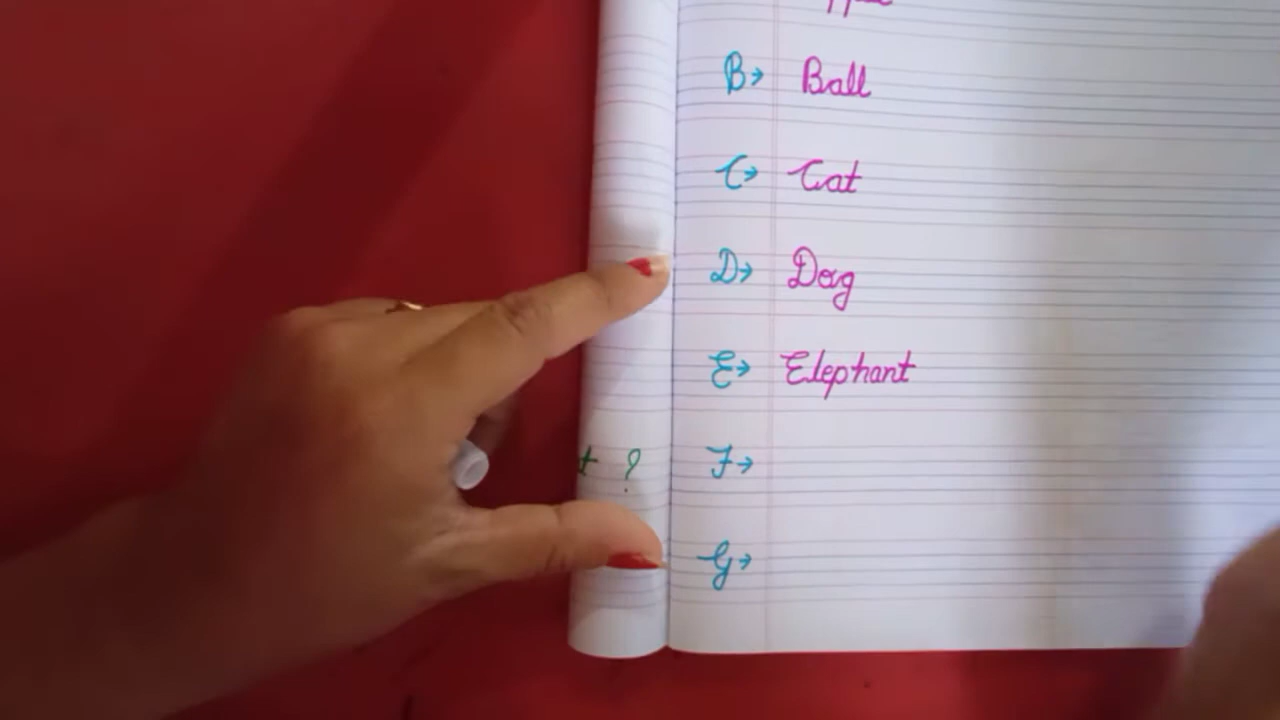 B→ Ball
C→ Cat
D→ Dog
E→ Elephant
F→
?
G→